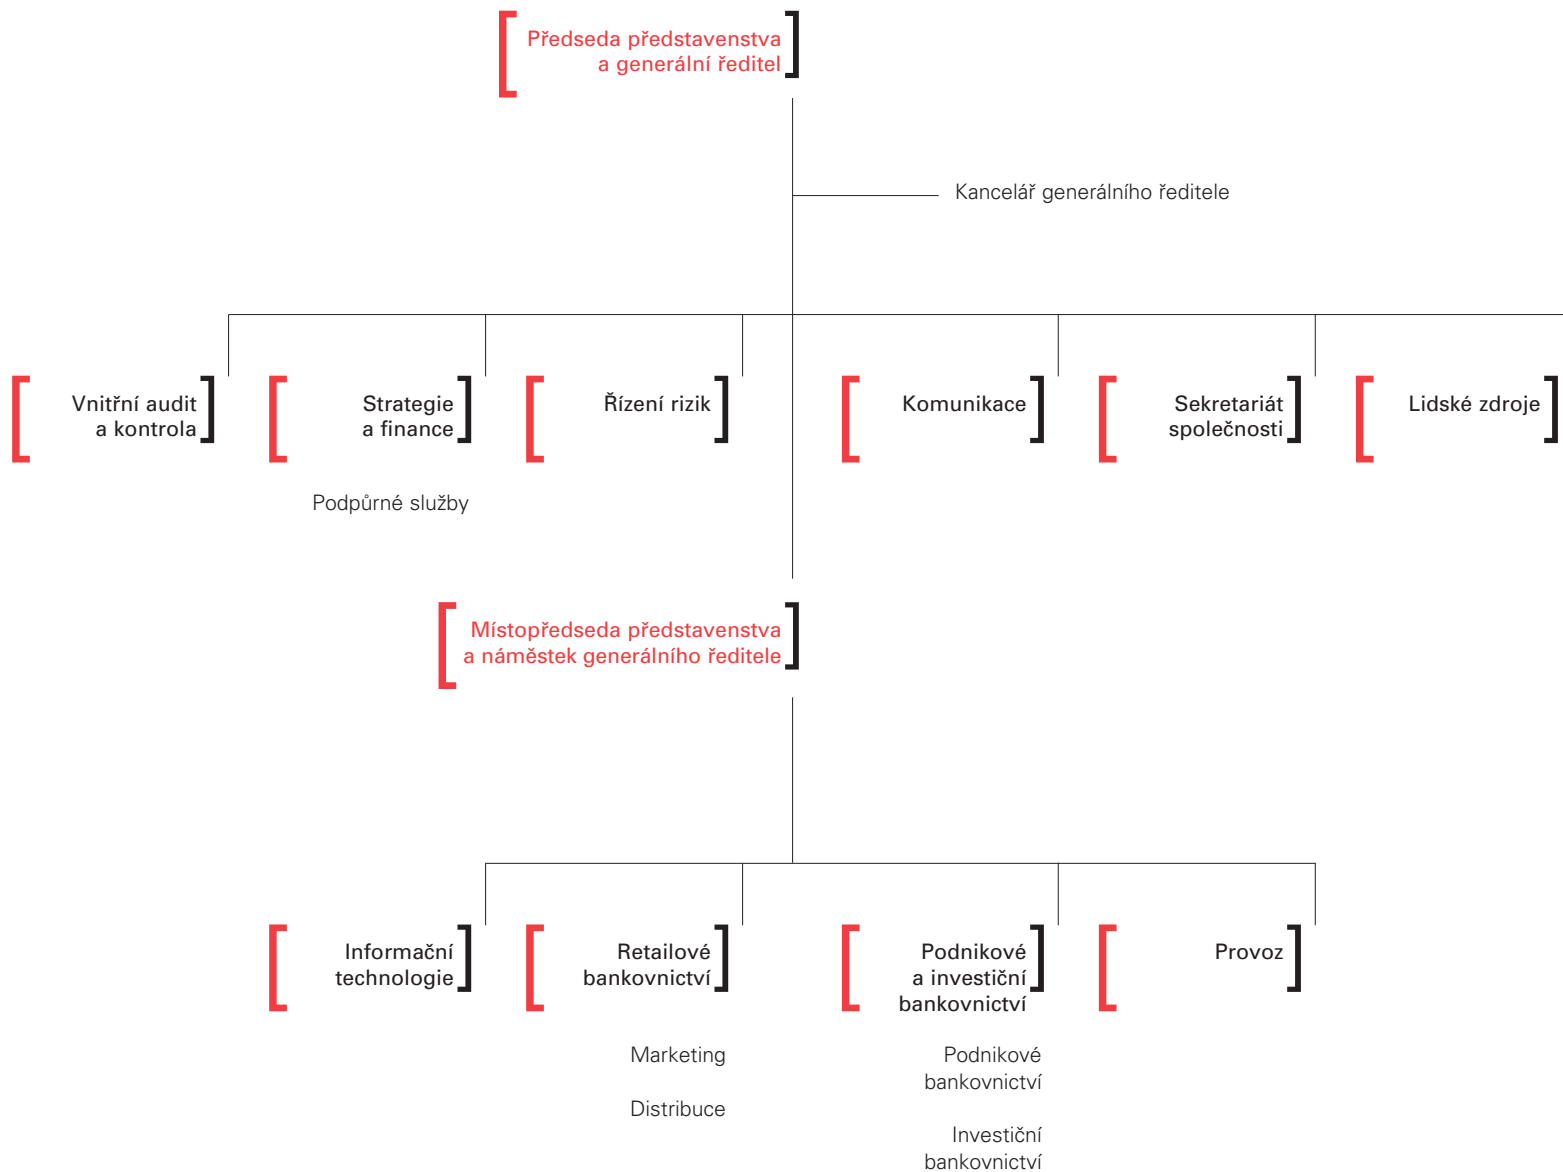 Předseda představenstva
a generální ředitel
Kancelář generálního ředitele
Vnitřní audit
a kontrola
Strategie
a finance
Podpůrné služby
Řízení rizik
Komunikace
Sekretariát
společnosti
Lidské zdroje
Místopředseda představenstva
a náměstek generálního ředitele
Informační
technologie
Retailové
bankovnictví
Marketing
Distribuce
Podnikové
a investiční
bankovnictví
Podnikové
bankovnictví
Investiční
bankovnictví
Provoz